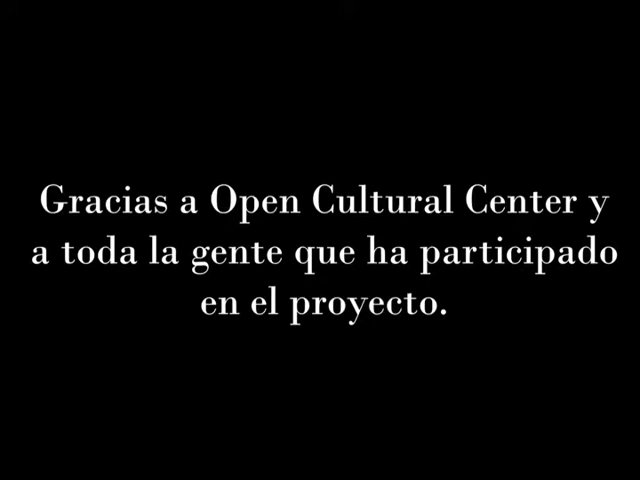 Gracias a Open Cultural Center y
a toda la gente que ha participado
en el proyecto.